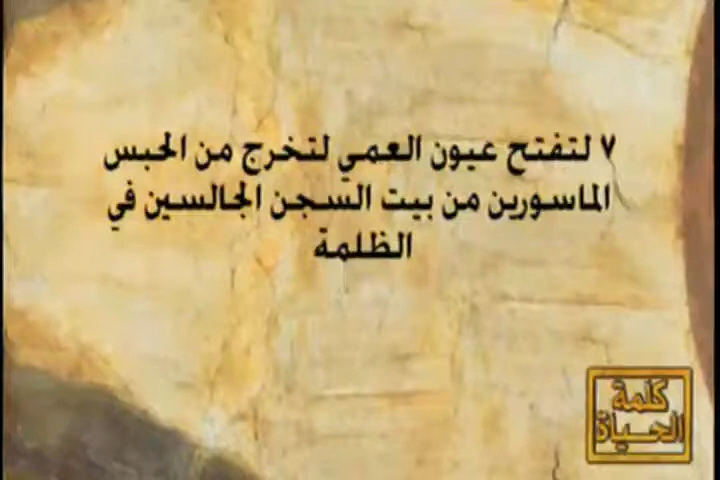 ٧ لتفتح عيون العمي لتخرج من الحبس
الماسورين من بيت السجن الجالسين في
الظلمة
كلمة
الحياة